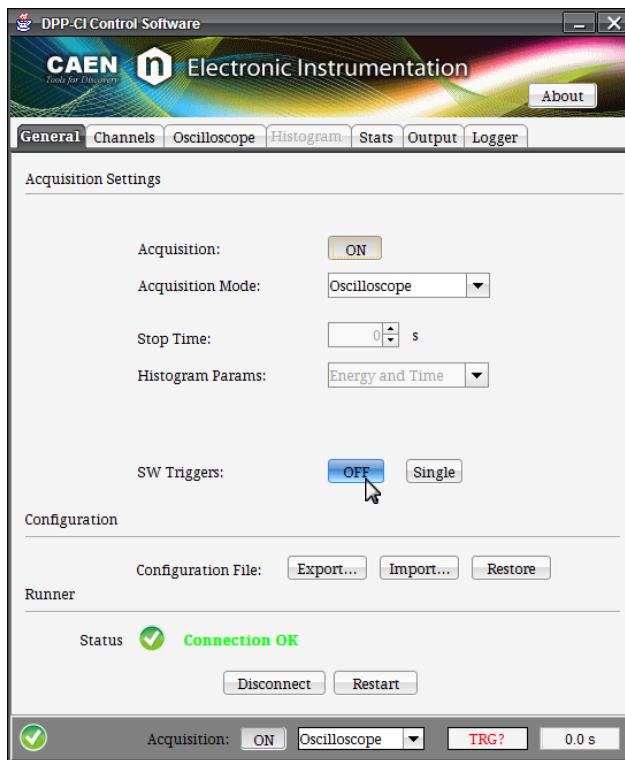 DPP-CI Control Software
CAEN n Electronic Instrumentation
Tools for Discovery
About
General Channels Oscilloscope Histogram Stats Output Logger
Acquisition Settings
Acquisition: ON
Acquisition Mode: Oscilloscope
Stop Time: 0 s
Histogram Params: Energy and Time
SW Triggers: OFF Single
Configuration
Configuration File: Export... Import... Restore
Runner
Status Connection OK
Disconnect Restart
Acquisition: ON Oscilloscope TRG? 0.0 s